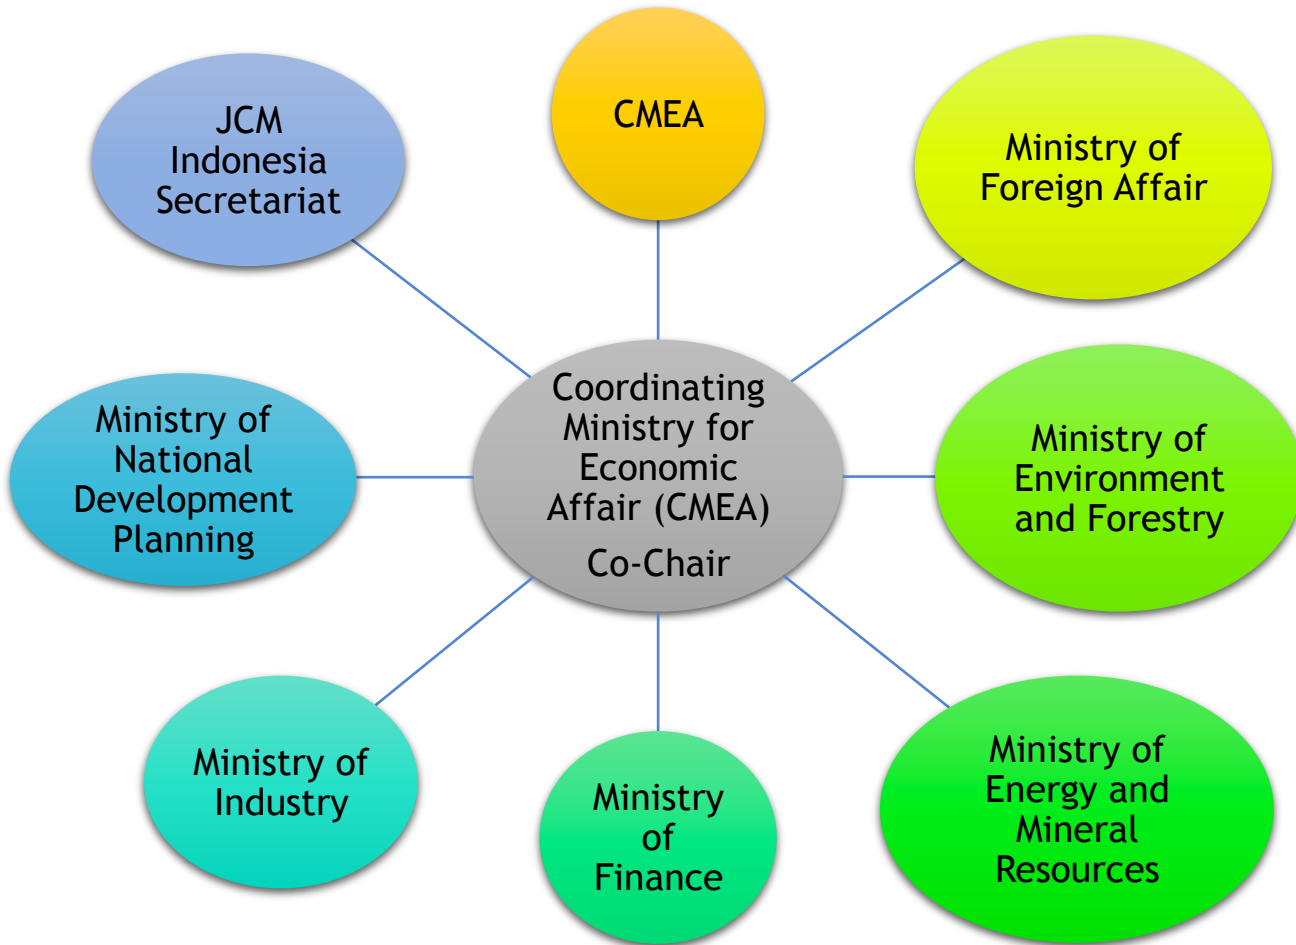 CMEA
JCM
Indonesia
Secretariat
Ministry of
Foreign Affair
Coordinating
Ministry for
Economic
Affair (CMEA)
Co-Chair
Ministry of
National
Development
Planning
Ministry of
Environment
and Forestry
Ministry of
Industry
Ministry
of
Finance
Ministry of
Energy and
Mineral
Resources